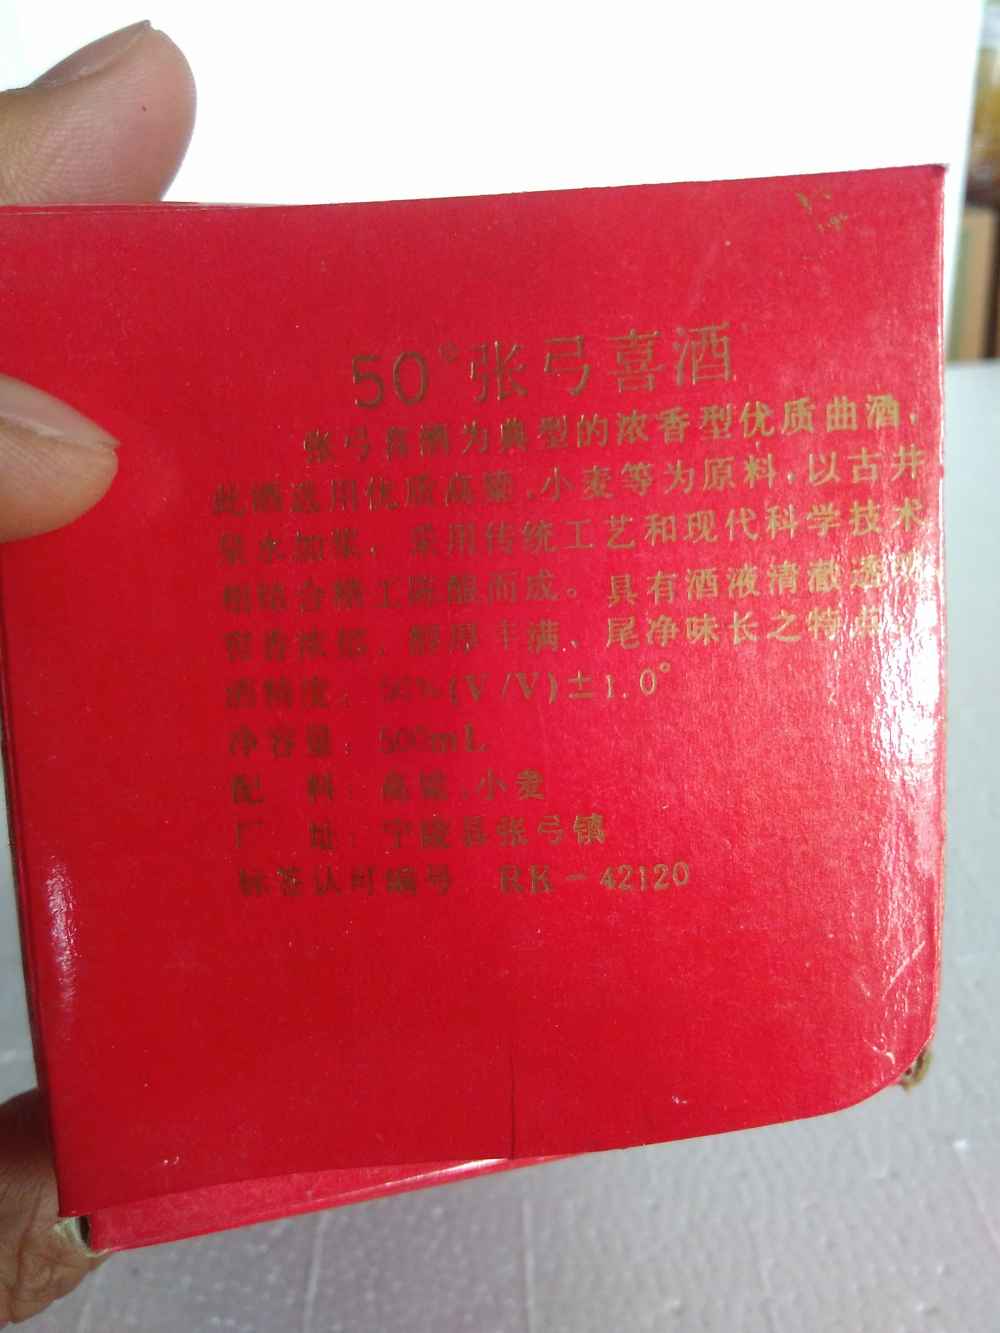 50°张弓喜酒
张弓喜酒为典型的浓香型优质曲酒，
此酒选用优质高粱、小麦等为原料，以古井
泉水加浆，采用传统工艺和现代科学技术
相结合精工陈酿而成。具有酒液清澈透明
窖香浓郁、醇厚丰满、尾净味长之特点。
酒精度：50%(V/V)±1.0°
净容量：500mL
配 料：高粱、小麦
厂 址：宁陵县张弓镇
标签认可编号 RK－42120